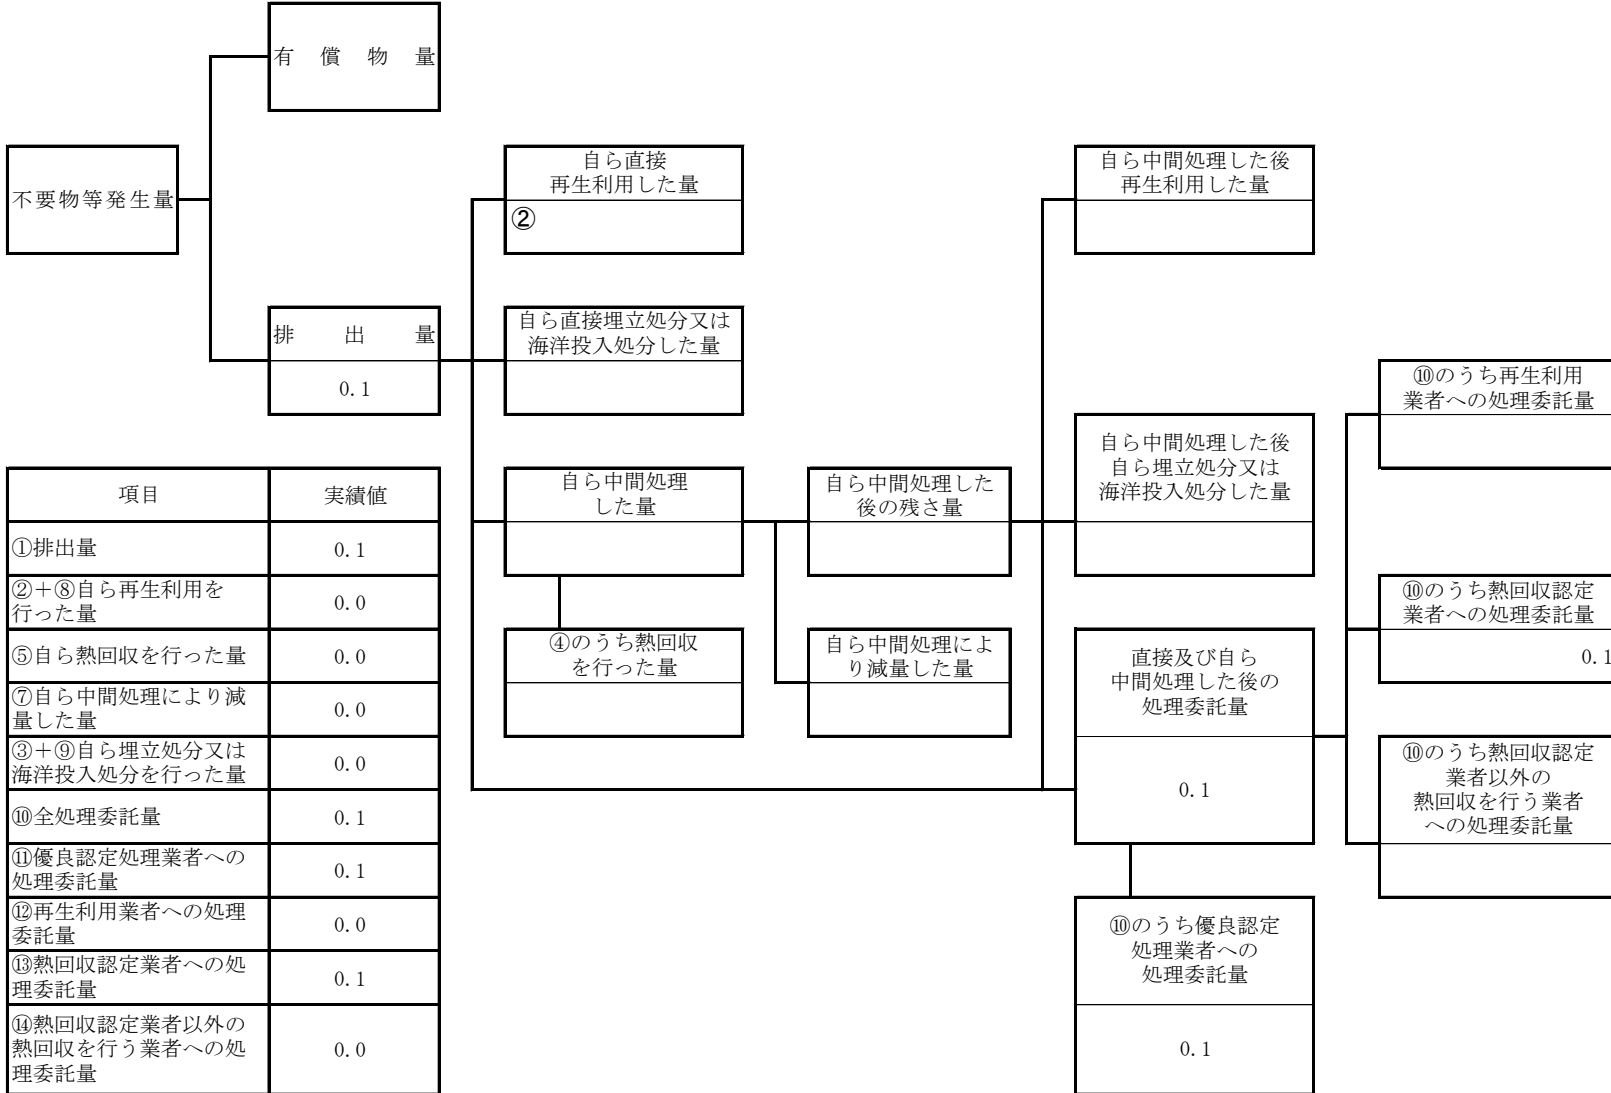 有償物量
不要物等発生量
自ら直接
再生利用した量
②
自ら中間処理した後
再生利用した量
排出量
0.1
自ら直接埋立処分又は
海洋投入処分した量
⑩のうち再生利用
業者への処理委託量
自ら中間処理した後
自ら埋立処分又は
海洋投入処分した量
自ら中間処理
した量
自ら中間処理した
後の残さ量
④のうち熱回収
を行った量
自ら中間処理によ
り減量した量
直接及び自ら
中間処理した後の
処理委託量
0.1
⑩のうち熱回収認定
業者への処理委託量
0.1
⑩のうち熱回収認定
業者以外の
熱回収を行う業者
への処理委託量
⑩のうち優良認定
処理業者への
処理委託量
0.1
項目 実績値
①排出量 0.1
②＋⑧自ら再生利用を
行った量 0.0
⑤自ら熱回収を行った量 0.0
⑦自ら中間処理により減
量した量 0.0
③＋⑨自ら埋立処分又は
海洋投入処分を行った量 0.0
⑩全処理委託量 0.1
⑪優良認定処理業者への
処理委託量 0.1
⑫再生利用業者への処理
委託量 0.0
⑬熱回収認定業者への処
理委託量 0.1
⑭熱回収認定業者以外の
熱回収を行う業者への処
理委託量 0.0